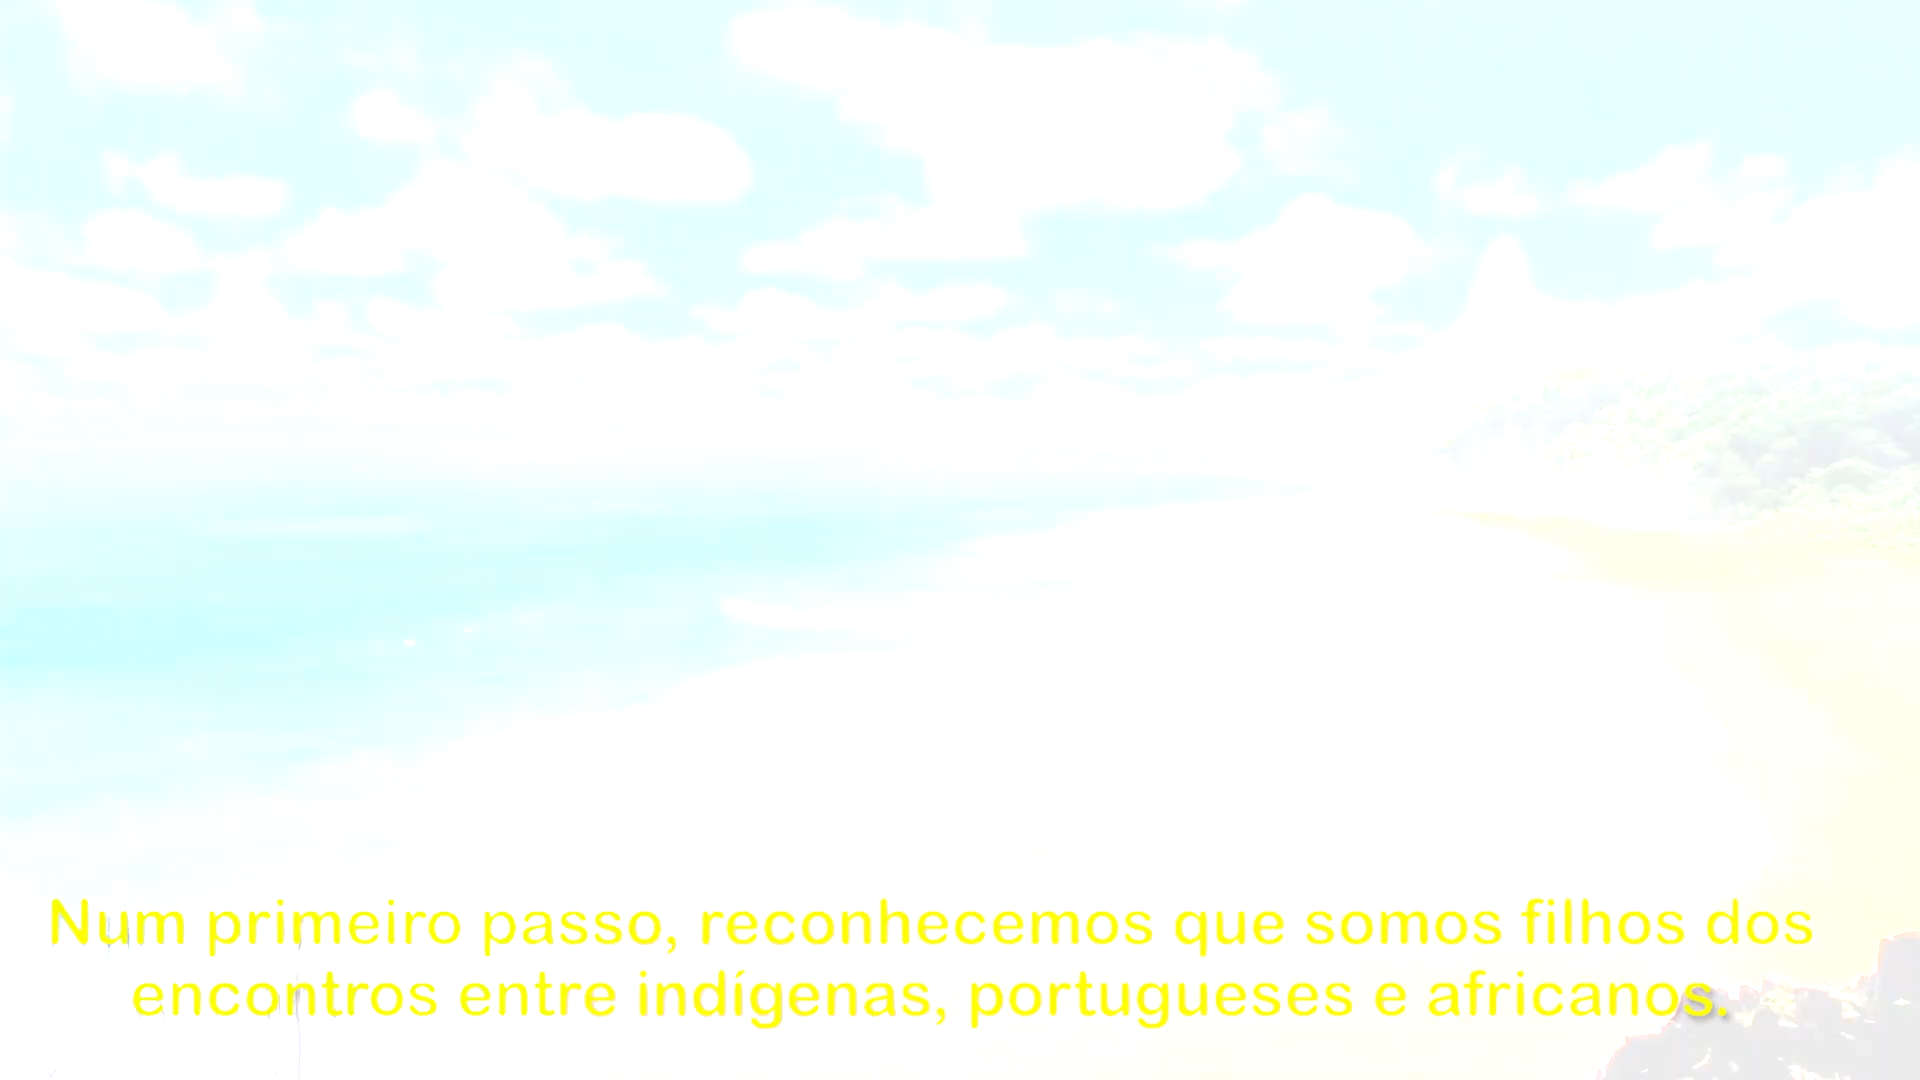 Num primeiro passo, reconhecemos que somos filhos dos
encontros entre indígenas, portugueses e africanos.